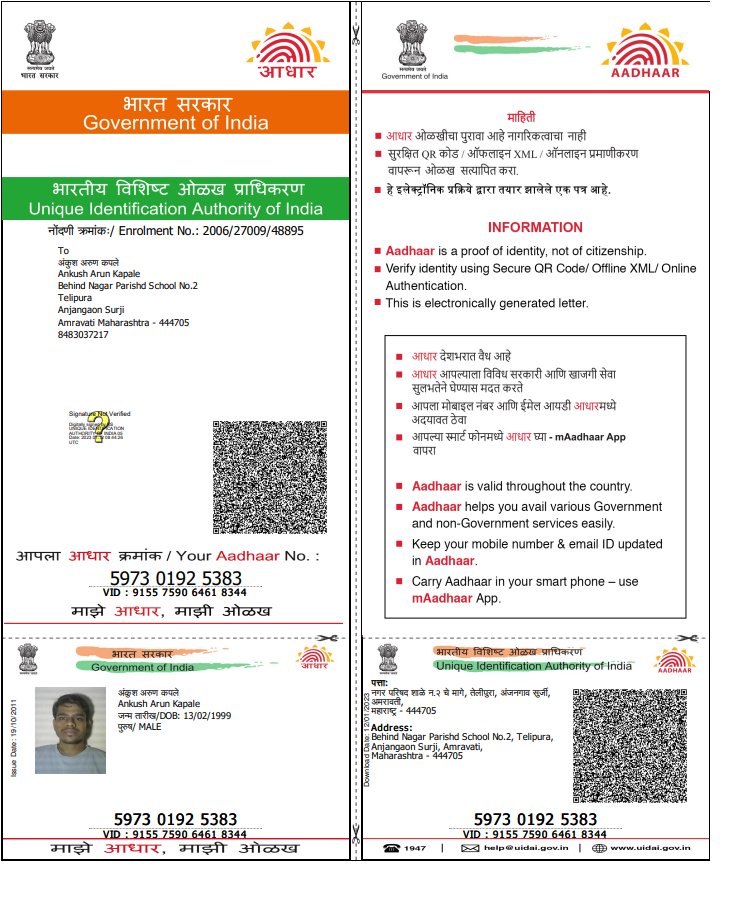 भारत सरकार
आधार
भारत सरकार
Government of India
भारतीय विशिष्ट ओळख प्राधिकरण
Unique Identification Authority of India
नोंदणी क्रमांकः/ Enrolment No.: 2006/27009/48895
To
अंकुश अरुण कपले
Ankush Arun Kapale
Behind Nagar Parishd School No.2
Telipura
Anjangaon Surji
Amravati Maharashtra - 444705
8483037217
Signature Not Verified
Digitally signed by DS
UNIQUE IDENTIFICATION
AUTHORITY OF INDIA 05
UTC
आपला आधार क्रमांक / Your Aadhaar No. :
5973 0192 5383
VID : 9155 7590 6461 8344
माझे आधार, माझी ओळख
भारत सरकार
Government of India
आधार
Issue Date : 19/10/2011
अंकुश अरुण कपले
Ankush Arun Kapale
जन्म तारीख/DOB: 13/02/1999
पुरुष/ MALE
5973 0192 5383
VID : 9155 7590 6461 8344
माझे आधार, माझी ओळख
सत्यमेव जयते
Government of India
AADHAAR
माहिती
आधार ओळखीचा पुरावा आहे नागरिकत्वाचा नाही
सुरक्षित QR कोड / ऑफलाइन XML / ऑनलाइन प्रमाणीकरण
वापरून ओळख सत्यापित करा.
हे इलेक्ट्रॉनिक प्रक्रिये द्वारा तयार झालेले एक पत्र आहे.
INFORMATION
Aadhaar is a proof of identity, not of citizenship.
Verify identity using Secure QR Code/ Offline XML/ Online
Authentication.
This is electronically generated letter.
आधार देशभरात वैध आहे
आधार आपल्याला विविध सरकारी आणि खाजगी सेवा
सुलभतेने घेण्यास मदत करते
आपला मोबाइल नंबर आणि ईमेल आयडी आधारमध्ये
अदयावत ठेवा
आपल्या स्मार्ट फोनमध्ये आधार घ्या - mAadhaar App
वापरा
Aadhaar is valid throughout the country.
Aadhaar helps you avail various Government
and non-Government services easily.
Keep your mobile number & email ID updated
in Aadhaar.
Carry Aadhaar in your smart phone – use
mAadhaar App.
भारतीय विशिष्ट ओळख प्राधिकरण
Unique Identification Authority of India
AADHAAR
Download Date: 12/01/2023
पत्ता:
नगर परिषद शाळे न.२ चे मागे, तेलीपूरा, अंजनगाव सूर्जी,
अमरावती,
महाराष्ट्र - 444705
Address:
Behind Nagar Parishd School No.2, Telipura,
Anjangaon Surji, Amravati,
Maharashtra - 444705
5973 0192 5383
VID : 9155 7590 6461 8344
1947 | help@uidai.gov.in | www.uidai.gov.in